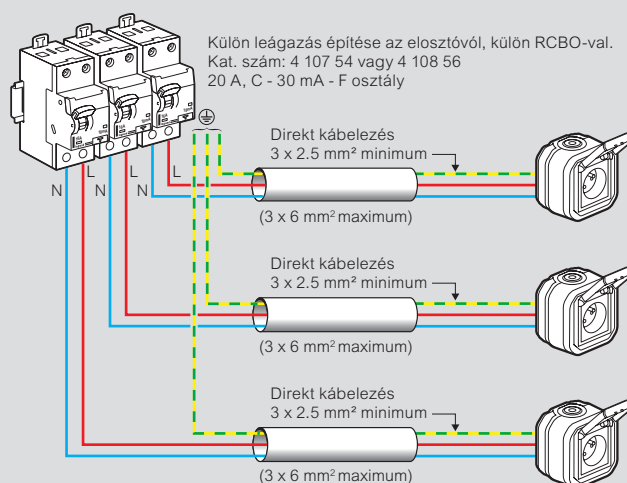 Külön leágazás építése az elosztóvól, külön RCBO-val.
Kat. szám: 4 107 54 vagy 4 108 56
20 A, C - 30 mA - F osztály
Direkt kábelezés
3 x 2.5 mm² minimum
L
L
L
N
N
N
(3 x 6 mm² maximum)
Direkt kábelezés
3 x 2.5 mm² minimum
(3 x 6 mm² maximum)
Direkt kábelezés
3 x 2.5 mm² minimum
(3 x 6 mm² maximum)